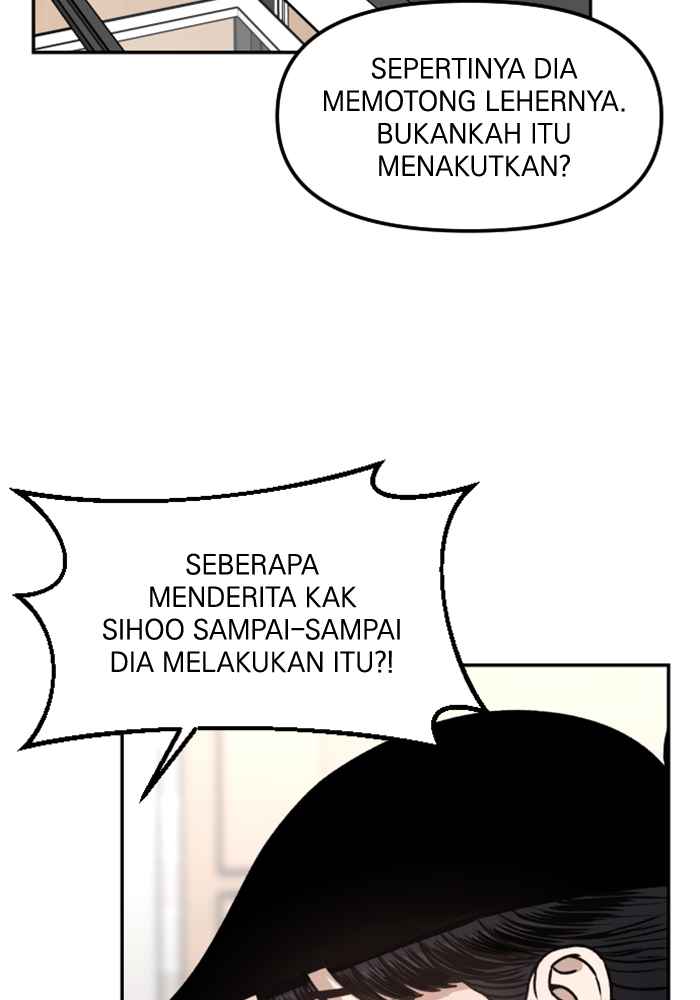 SEPERTINYA DIA
MEMOTONG LEHERNYA.
BUKANKAH ITU
MENAKUTKAN?
SEBERAPA
MENDERITA KAK
SIHOO SAMPAI-SAMPAI
DIA MELAKUKAN ITU?!